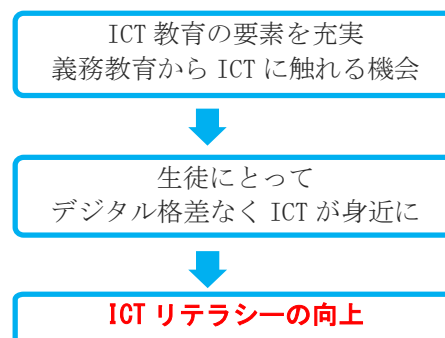 ICT 教育の要素を充実
義務教育から ICT に触れる機会
生徒にとって
デジタル格差なく ICT が身近に
ICT リテラシーの向上